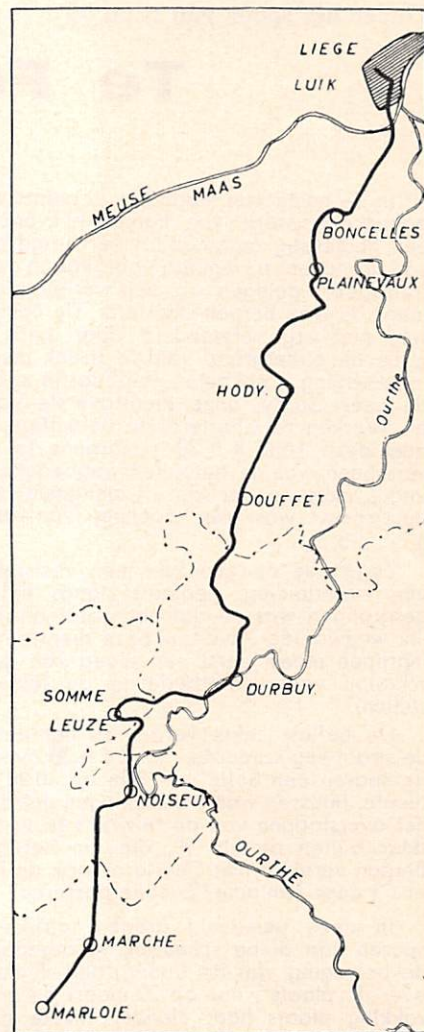 LIEGE
LUIK
MEUSE
MAAS
BONCELLES
PLAINEVAUX
Ourthe
HODY.
OUFFET
DURBUY.
SOMME
LEUZE
NOISEUX
OURTHE
MARCHE.
MARLOIE.